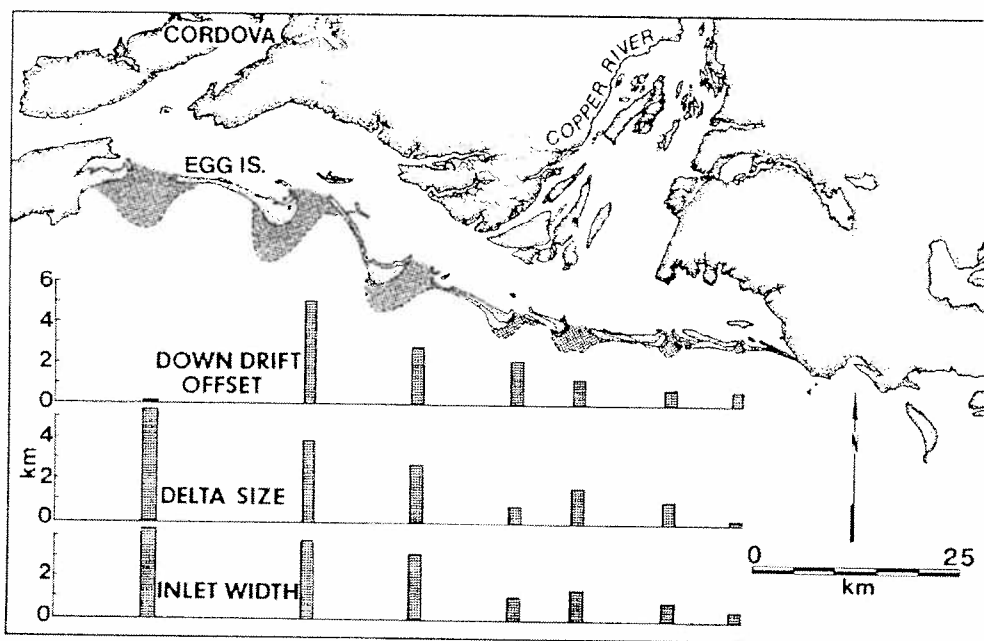 CORDOVA
COPPER RIVER
EGG IS.
6
4
2
0
DOWN DRIFT
OFFSET
km
4
2
0
DELTA SIZE
2
0
INLET WIDTH
0 25
km